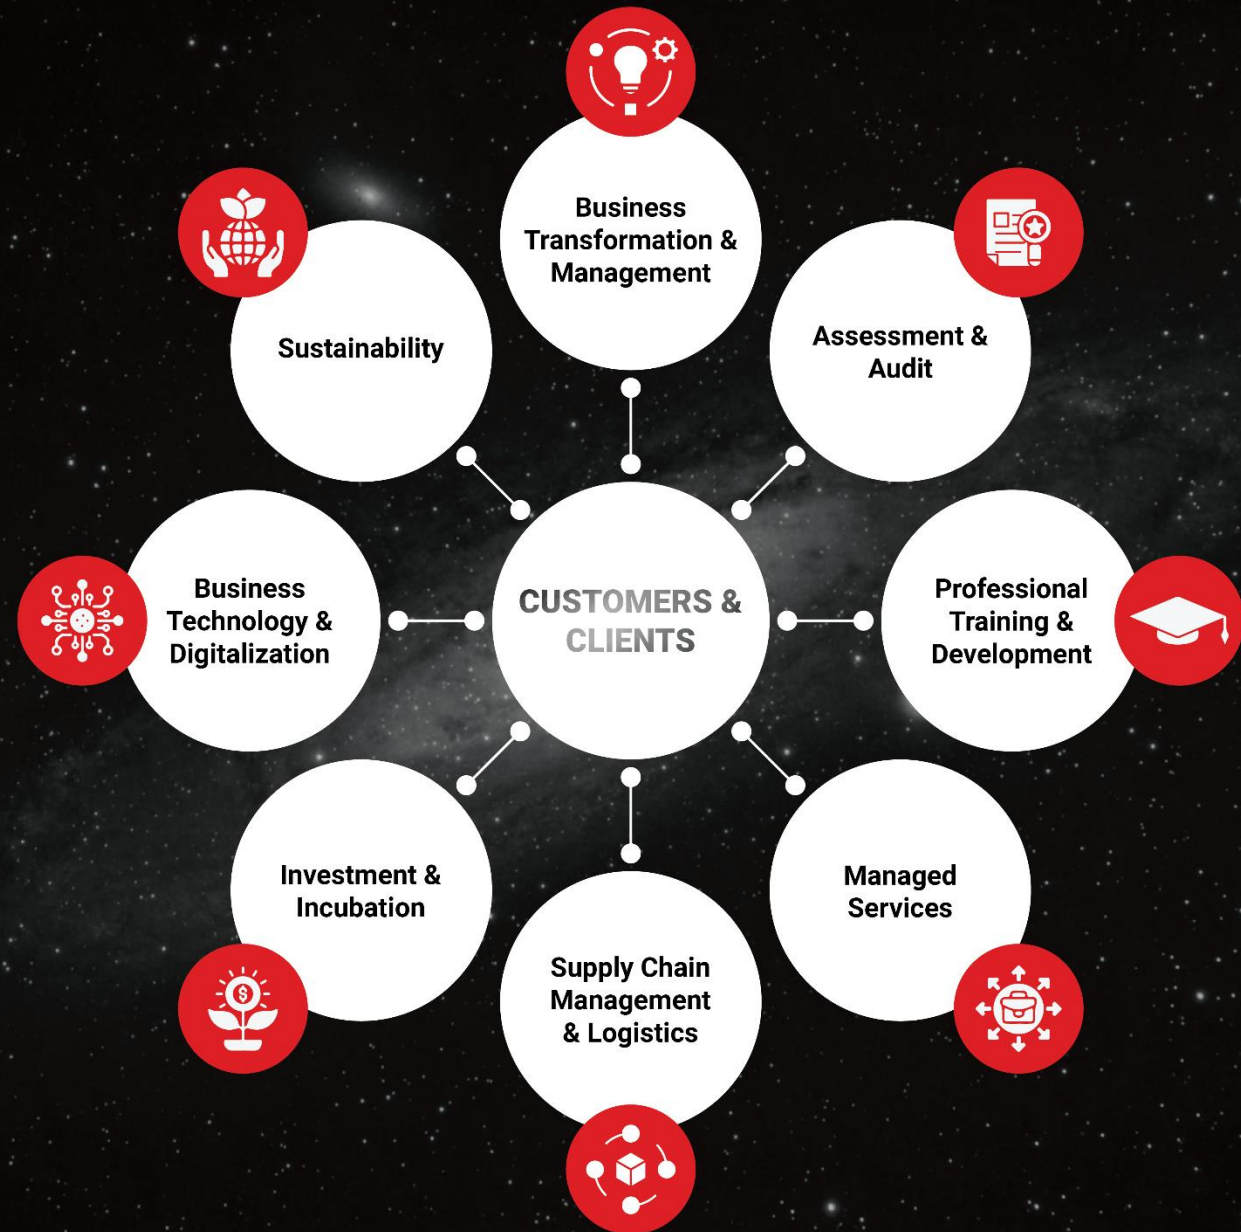 Business
Transformation &
Management
Assessment &
Audit
Professional
Training &
Development
Managed
Services
Supply Chain
Management
& Logistics
Investment &
Incubation
Business
Technology &
Digitalization
Sustainability
CUSTOMERS &
CLIENTS
$